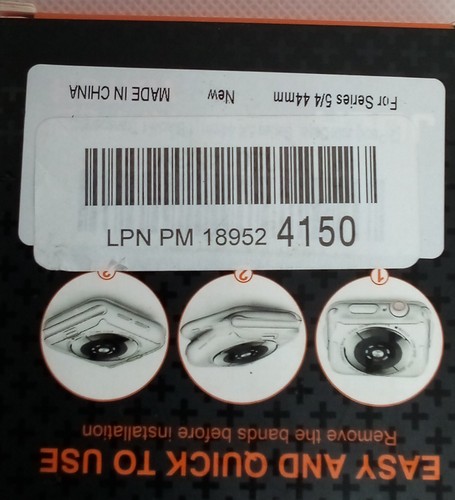 For Series 5/4 44mm New MADE IN CHINA
LPN PM 18952 4150
EASY AND QUICK TO USE
Remove the bands before installation
1 2 3